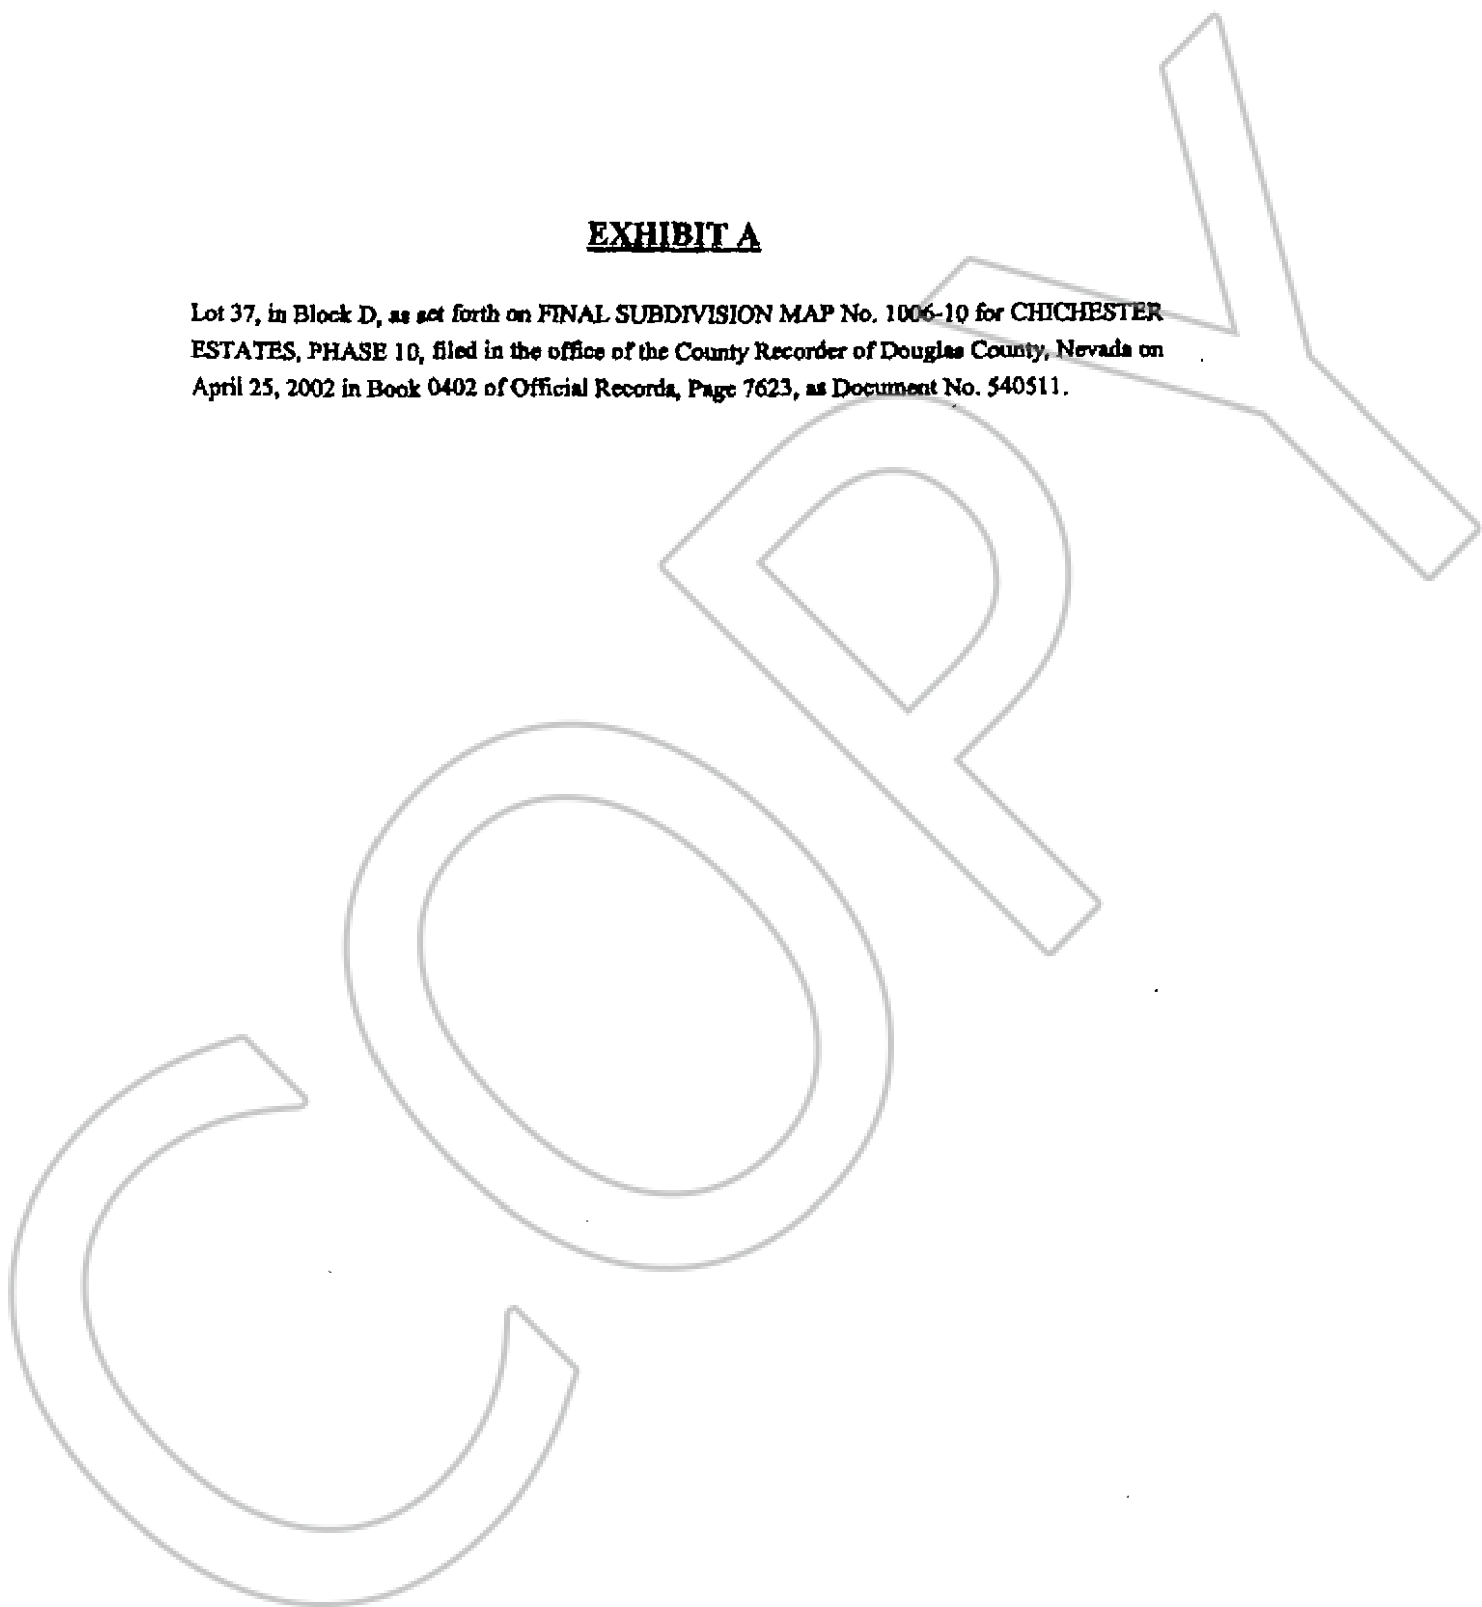 EXHIBIT A
Lot 37, in Block D, as set forth on FINAL SUBDIVISION MAP No. 1006-10 for CHICHESTER
ESTATES, PHASE 10, filed in the office of the County Recorder of Douglas County, Nevada on
April 25, 2002 in Book 0402 of Official Records, Page 7623, as Document No. 540511.
COPY